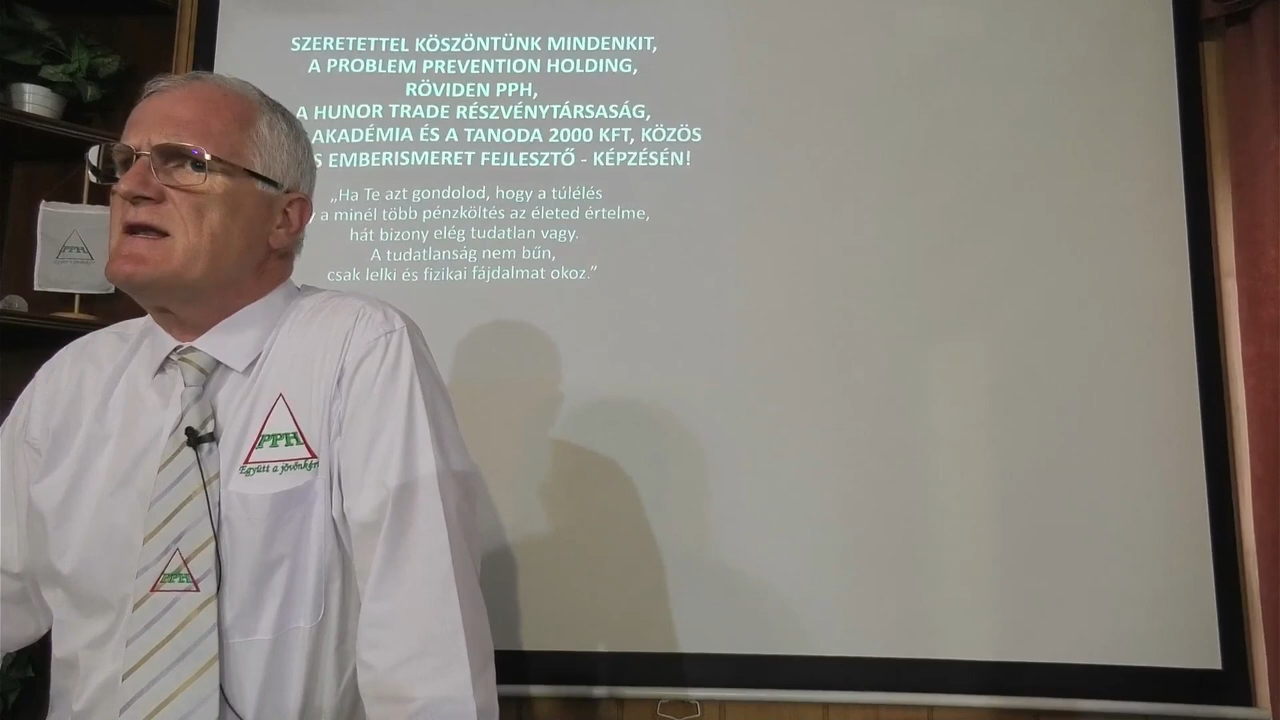 SZERETETTEL KÖSZÖNTÜNK MINDENKIT,
A PROBLEM PREVENTION HOLDING,
RÖVIDEN PPH,
A HUNOR TRADE RÉSZVÉNYTÁRSASÁG,
AKADÉMIA ÉS A TANODA 2000 KFT, KÖZÖS
EMBERISMERET FEJLESZTŐ - KÉPZÉSÉN!
„Ha Te azt gondolod, hogy a túlélés
a minél több pénzköltés az életed értelme,
hát bizony elég tudatlan vagy.
A tudatlanság nem bűn,
csak lelki és fizikai fájdalmat okoz.”
PPH
PPH
Együtt a jövőnkért
PPH